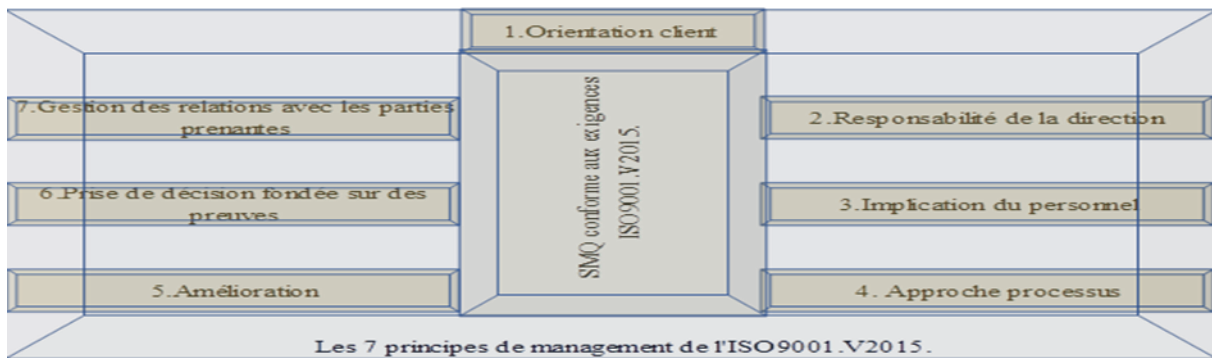 1.Orientation client
7.Gestion des relations avec les parties
prenantes
2.Responsabilité de la direction
SMQ conforme aux exigences
ISO9001.V2015.
6.Prise de décision fondée sur des
preuves
3.Implication du personnel
5.Amélioration
4. Approche processus
Les 7 principes de management de l'ISO9001.V2015.